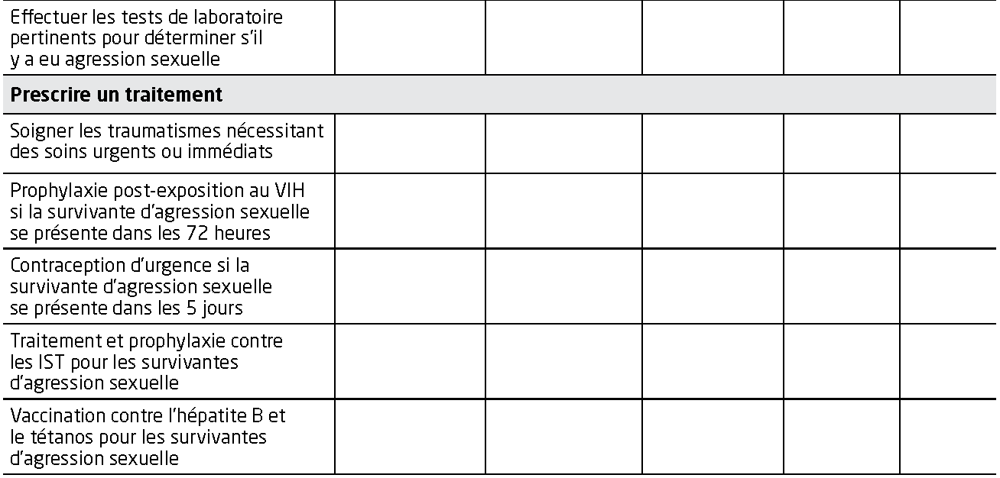 Effectuer les tests de laboratoire
pertinents pour déterminer s'il
y a eu agression sexuelle
Prescrire un traitement
Soigner les traumatismes nécessitant
des soins urgents ou immédiats
Prophylaxie post-exposition au VIH
si la survivante d'agression sexuelle
se présente dans les 72 heures
Contraception d'urgence si la
survivante d'agression sexuelle
se présente dans les 5 jours
Traitement et prophylaxie contre
les IST pour les survivantes
d'agression sexuelle
Vaccination contre l'hépatite B et
le tétanos pour les survivantes
d'agression sexuelle